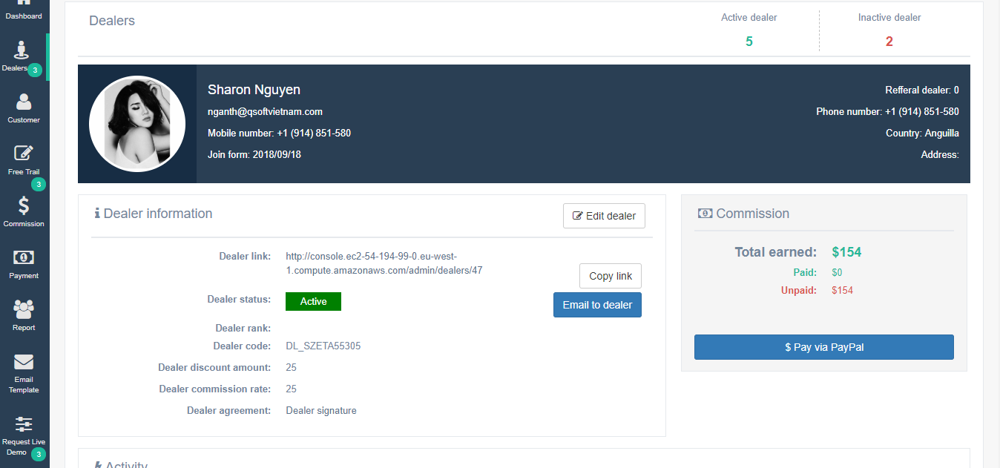 Dashboard
Dealers
3
Customer
Free Trail
3
Commission
Payment
Report
Email
Template
Request Live
Demo
3
Dealers
Active dealer
5
Inactive dealer
2
Sharon Nguyen
nganth@qsoftvietnam.com
Mobile number: +1 (914) 851-580
Join form: 2018/09/18
Refferal dealer: 0
Phone number: +1 (914) 851-580
Country: Anguilla
Address:
Dealer information
Edit dealer
Dealer link: http://console.ec2-54-194-99-0.eu-west-
1.compute.amazonaws.com/admin/dealers/47
Copy link
Email to dealer
Dealer status: Active
Dealer rank:
Dealer code: DL_SZETA55305
Dealer discount amount: 25
Dealer commission rate: 25
Dealer agreement: Dealer signature
Commission
Total earned: $154
Paid: $0
Unpaid: $154
$ Pay via PayPal
Activity